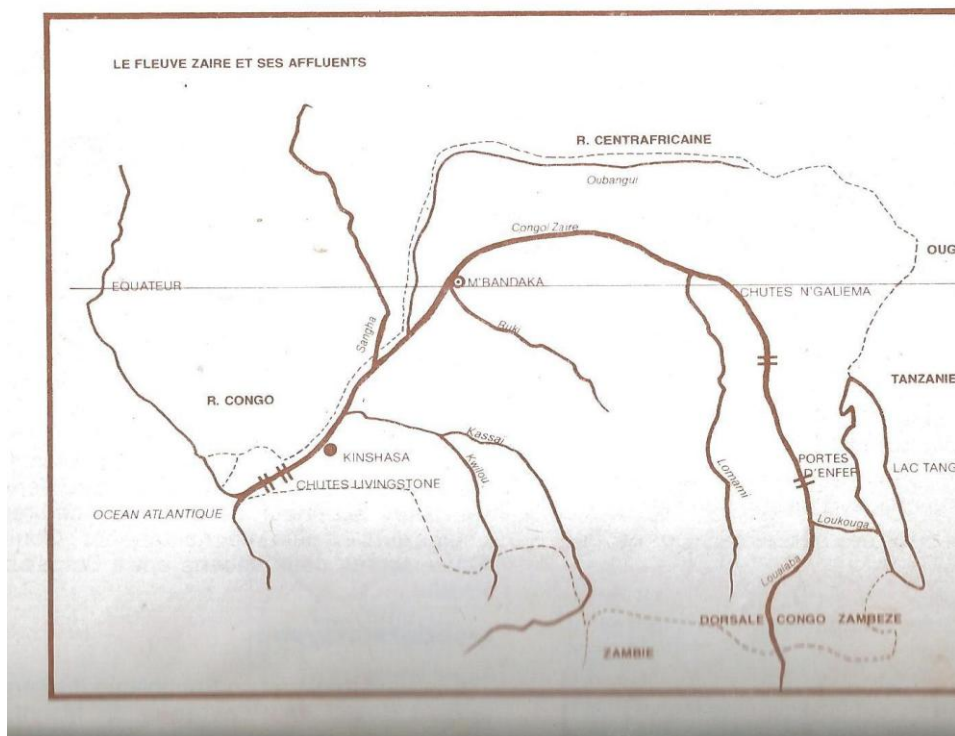 LE FLEUVE ZAIRE ET SES AFFLUENTS
R. CENTRAFRICAINE
Oubangui
Congo/Zaire
OUG
EQUATEUR
M'BANDAKA
CHUTES N'GALIEMA
Sangha
Ruki
TANZANIE
R. CONGO
Kassai
KINSHASA
Kwilou
Lomami
PORTES
D'ENFER
LAC TANG
CHUTES LIVINGSTONE
OCEAN ATLANTIQUE
Loukouga
Loualaba
DORSALE CONGO ZAMBEZE
ZAMBIE